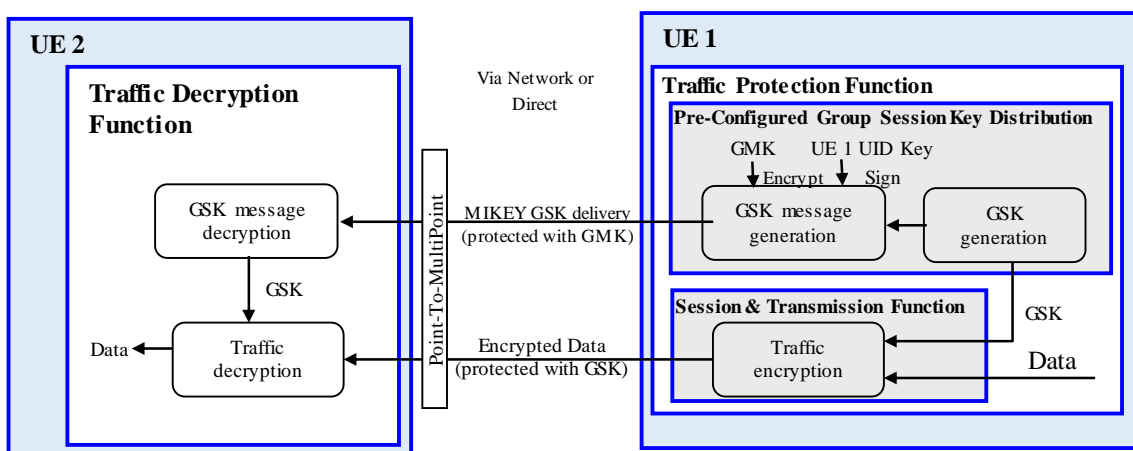 UE 2
Traffic Decryption
Function
GSK message
decryption
GSK
Data
Traffic
decryption
Via Network or
Direct
Point-To-MultiPoint
MIKEY GSK delivery
(protected with GMK)
Encrypted Data
(protected with GSK)
UE 1
Traffic Protection Function
Pre-Configured Group Session Key Distribution
GMK
UE 1 UID Key
Encrypt
Sign
GSK message
generation
GSK
generation
Session & Transmission Function
GSK
Traffic
encryption
Data